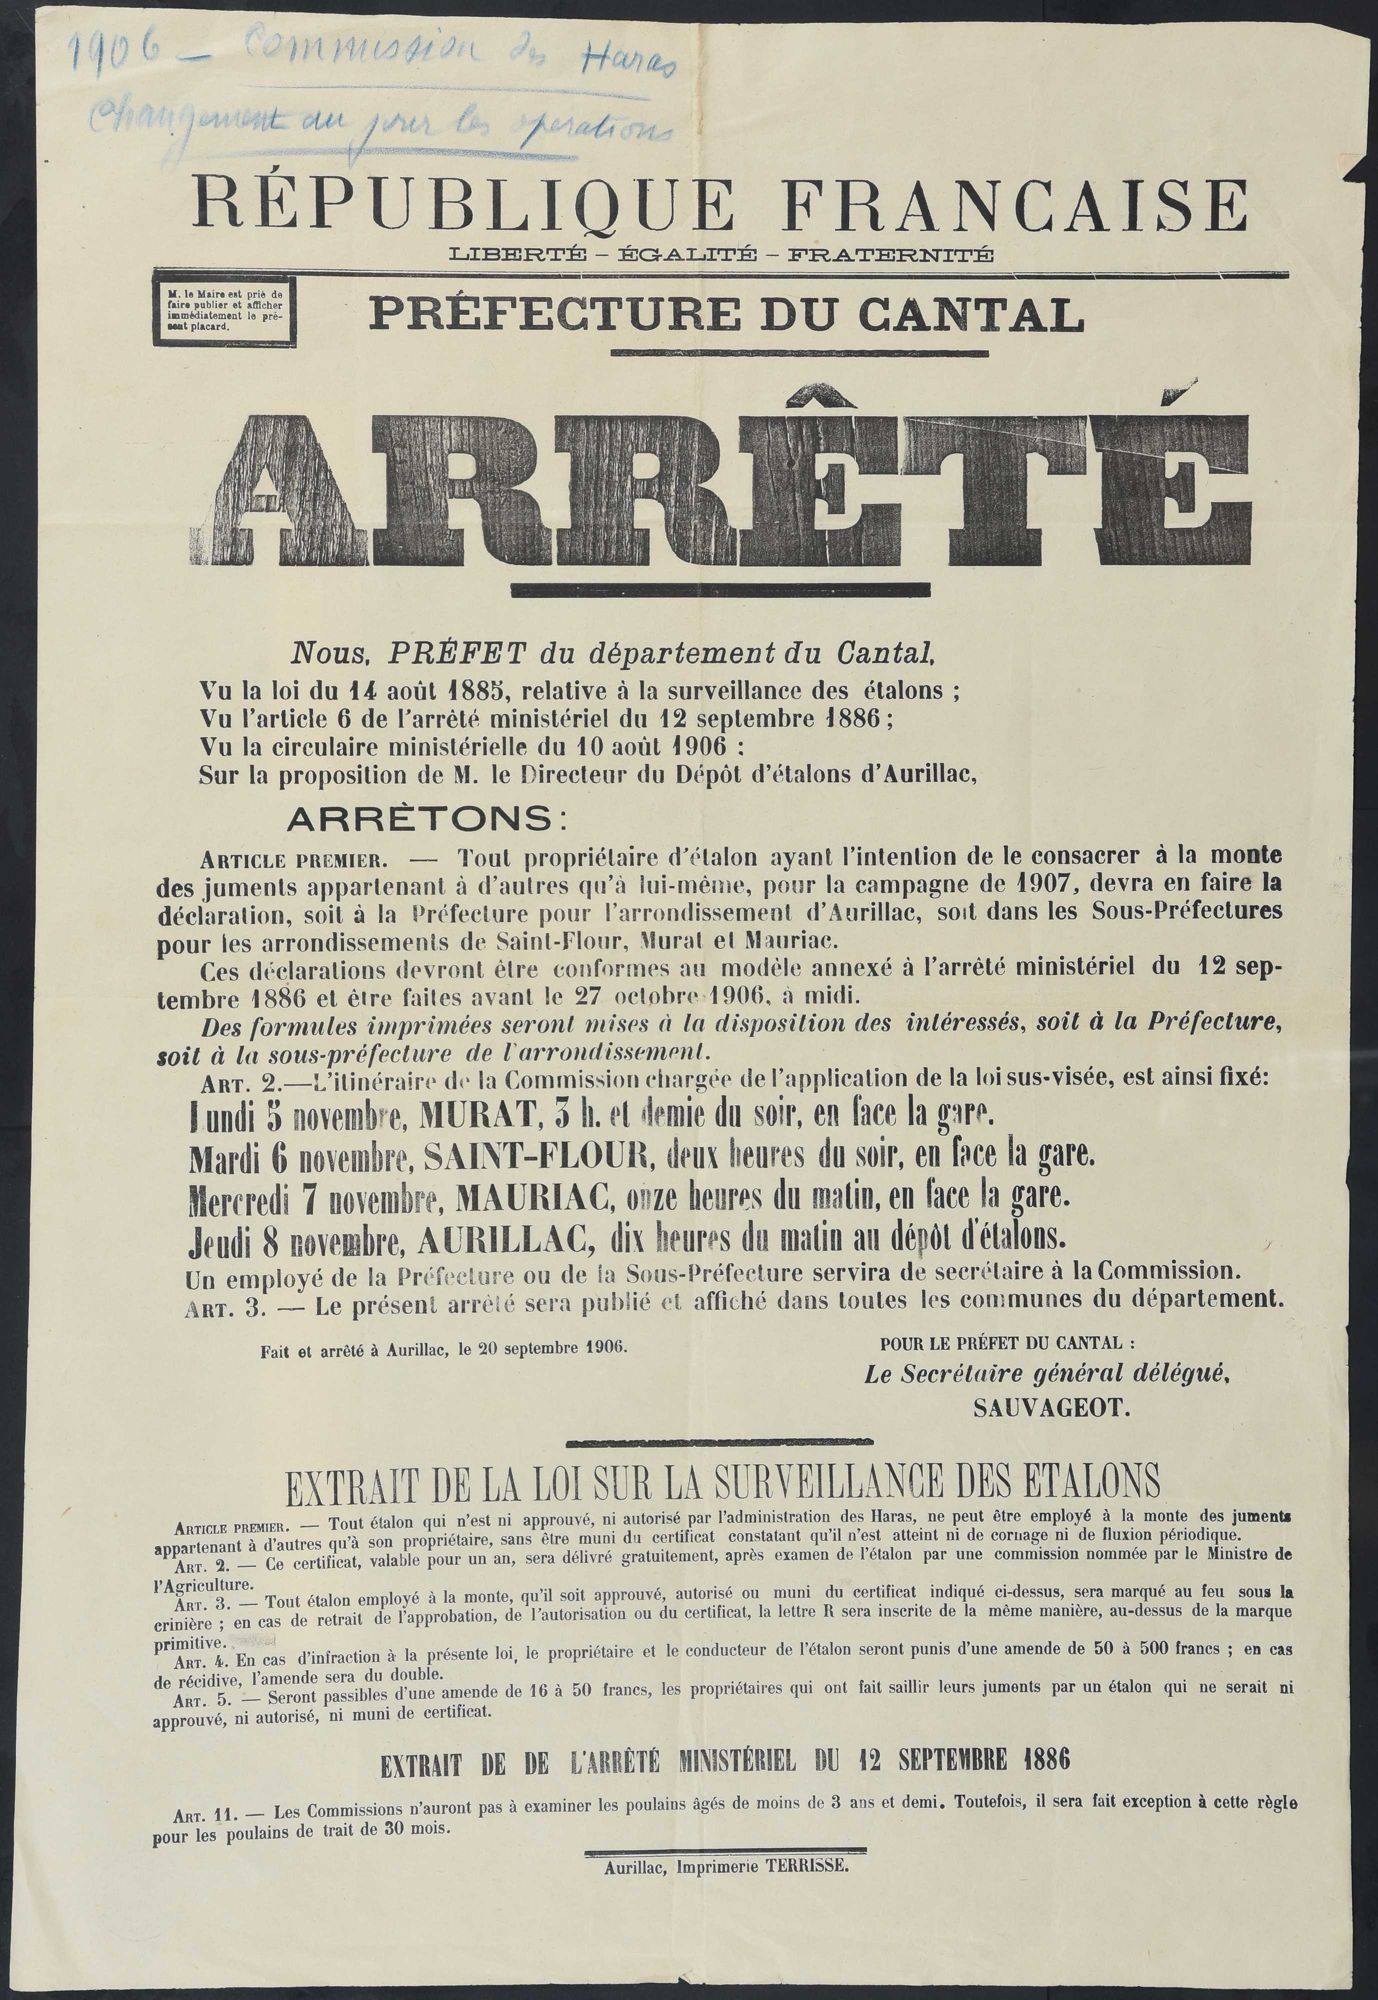 1906 – Commission des Haras
Changement du jour les opérations
RÉPUBLIQUE FRANCAISE
LIBERTÉ – ÉGALITÉ – FRATERNITÉ
M. le Maire est prié de
faire publier et afficher
immédiatement le pré-
sent placard.
PRÉFECTURE DU CANTAL
ARRÊTÉ
Nous, PRÉFET du département du Cantal,
Vu la loi du 14 août 1885, relative à la surveillance des étalons ;
Vu l'article 6 de l'arrêté ministériel du 12 septembre 1886 ;
Vu la circulaire ministérielle du 10 août 1906 :
Sur la proposition de M. le Directeur du Dépôt d'étalons d'Aurillac,
ARRÊTONS :
ARTICLE PREMIER. — Tout propriétaire d'étalon ayant l'intention de le consacrer à la monte
des juments appartenant à d'autres qu'à lui-même, pour la campagne de 1907, devra en faire la
déclaration, soit à la Préfecture pour l'arrondissement d'Aurillac, soit dans les Sous-Préfectures
pour les arrondissements de Saint-Flour, Murat et Mauriac.
Ces déclarations devront être conformes au modèle annexé à l'arrêté ministériel du 12 sep-
tembre 1886 et être faites avant le 27 octobre 1906, à midi.
Des formules imprimées seront mises à la disposition des intéressés, soit à la Préfecture,
soit à la sous-préfecture de l'arrondissement.
ART. 2.—L'itinéraire de la Commission chargée de l'application de la loi sus-visée, est ainsi fixé:
Lundi 5 novembre, MURAT, 3 h. et demie du soir, en face la gare.
Mardi 6 novembre, SAINT-FLOUR, deux heures du soir, en face la gare.
Mercredi 7 novembre, MAURIAC, onze heures du matin, en face la gare.
Jeudi 8 novembre, AURILLAC, dix heures du matin au dépôt d'étalons.
Un employé de la Préfecture ou de la Sous-Préfecture servira de secrétaire à la Commission.
ART. 3. — Le présent arrêté sera publié et affiché dans toutes les communes du département.
Fait et arrêté à Aurillac, le 20 septembre 1906.
POUR LE PRÉFET DU CANTAL :
Le Secrétaire général délégué,
SAUVAGEOT.
EXTRAIT DE LA LOI SUR LA SURVEILLANCE DES ETALONS
ARTICLE PREMIER. — Tout étalon qui n'est ni approuvé, ni autorisé par l'administration des Haras, ne peut être employé à la monte des juments
appartenant à d'autres qu'à son propriétaire, sans être muni du certificat constatant qu'il n'est atteint ni de cornage ni de fluxion périodique.
ART. 2. — Ce certificat, valable pour un an, sera délivré gratuitement, après examen de l'étalon par une commission nommée par le Ministre de
l'Agriculture.
ART. 3. — Tout étalon employé à la monte, qu'il soit approuvé, autorisé ou muni du certificat indiqué ci-dessus, sera marqué au feu sous la
crinière ; en cas de retrait de l'approbation, de l'autorisation ou du certificat, la lettre R sera inscrite de la même manière, au-dessus de la marque
primitive.
ART. 4. En cas d'infraction à la présente loi, le propriétaire et le conducteur de l'étalon seront punis d'une amende de 50 à 500 francs ; en cas
de récidive, l'amende sera du double.
ART. 5. — Seront passibles d'une amende de 16 à 50 francs, les propriétaires qui ont fait saillir leurs juments par un étalon qui ne serait ni
approuvé, ni autorisé, ni muni de certificat.
EXTRAIT DE DE L'ARRÊTÉ MINISTÉRIEL DU 12 SEPTEMBRE 1886
ART. 11. — Les Commissions n'auront pas à examiner les poulains âgés de moins de 3 ans et demi. Toutefois, il sera fait exception à cette règle
pour les poulains de trait de 30 mois.
Aurillac, Imprimerie TERRISSE.